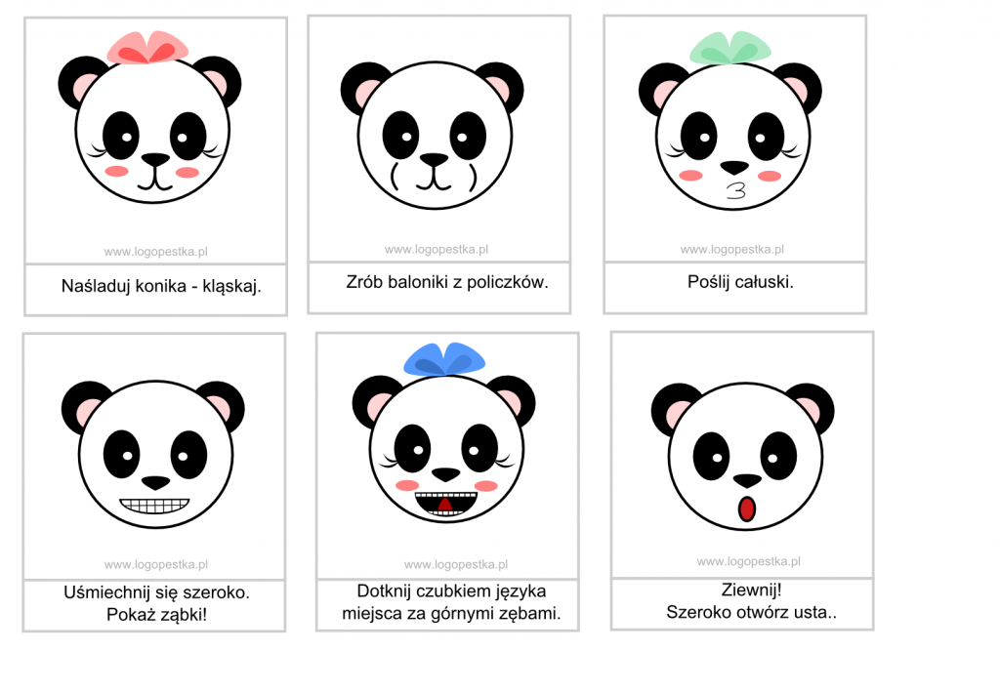 www.logopestka.pl
Naśladuj konika - kląskaj.
www.logopestka.pl
Zrób baloniki z policzków.
www.logopestka.pl
Poślij całuski.
www.logopestka.pl
Uśmiechnij się szeroko.
Pokaż ząbki!
www.logopestka.pl
Dotknij czubkiem języka
miejsca za górnymi zębami.
www.logopestka.pl
Ziewnij!
Szeroko otwórz usta..